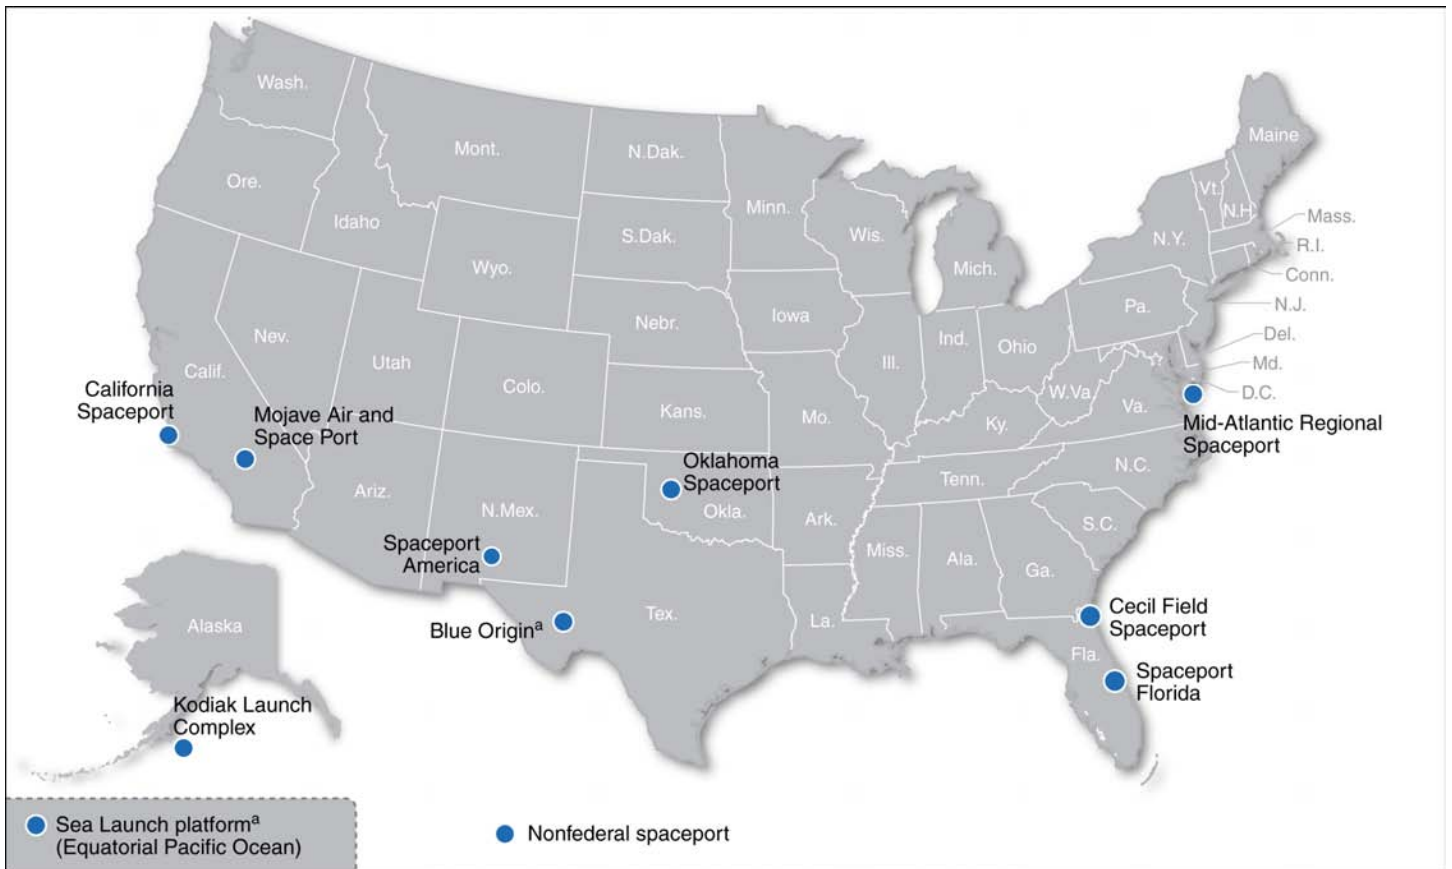 Wash.
Maine
Mont.
N.Dak.
Ore.
Vt.
Minn.
N.H.
Idaho
Mass.
S.Dak.
Wis.
N.Y.
R.I.
Wyo.
Mich.
Conn.
N.J.
Pa.
Iowa
Nebr.
Del.
Nev.
Ind.
Ohio
Utah
Ill.
Md.
Calif.
Colo.
W.Va.
D.C.
California
Spaceport
Mojave Air and
Space Port
Kans.
Mo.
Ky.
Va.
Mid-Atlantic Regional
Spaceport
Oklahoma
Spaceport
N.C.
Tenn.
Ariz.
N.Mex.
Okla.
Ark.
S.C.
Spaceport
America
Miss.
Ala.
Ga.
Tex.
La.
Cecil Field
Spaceport
Alaska
Blue Originª
Fla.
Spaceport
Florida
Kodiak Launch
Complex
Sea Launch platformª
(Equatorial Pacific Ocean)
Nonfederal spaceport